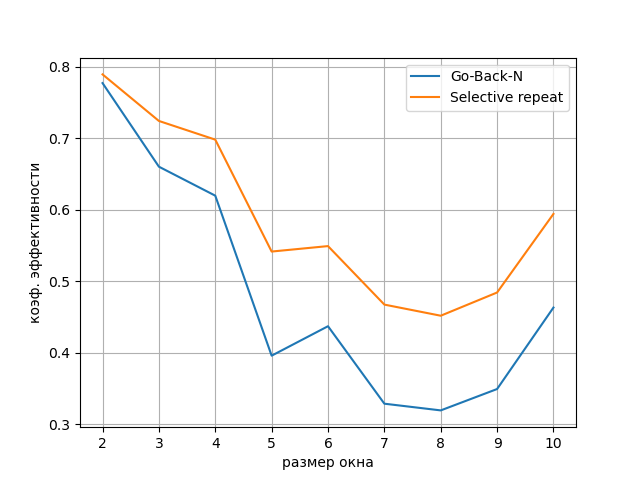 Go-Back-N
Selective repeat
0.8
0.7
0.6
0.5
0.4
0.3
коэф. эффективности
2 3 4 5 6 7 8 9 10
размер окна